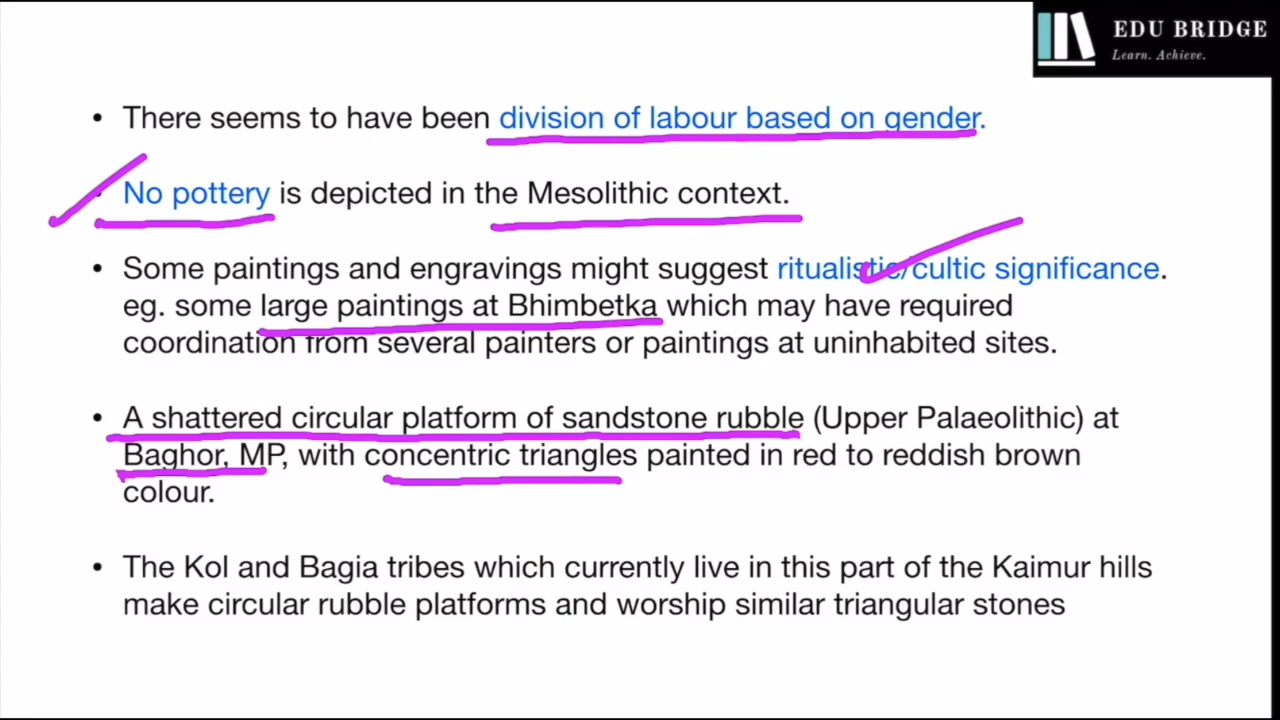 EDU BRIDGE
Learn. Achieve.
• There seems to have been division of labour based on gender.
• No pottery is depicted in the Mesolithic context.
• Some paintings and engravings might suggest ritualistic/cultic significance.
eg. some large paintings at Bhimbetka which may have required
coordination from several painters or paintings at uninhabited sites.
• A shattered circular platform of sandstone rubble (Upper Palaeolithic) at
Baghor, MP, with concentric triangles painted in red to reddish brown
colour.
• The Kol and Bagia tribes which currently live in this part of the Kaimur hills
make circular rubble platforms and worship similar triangular stones